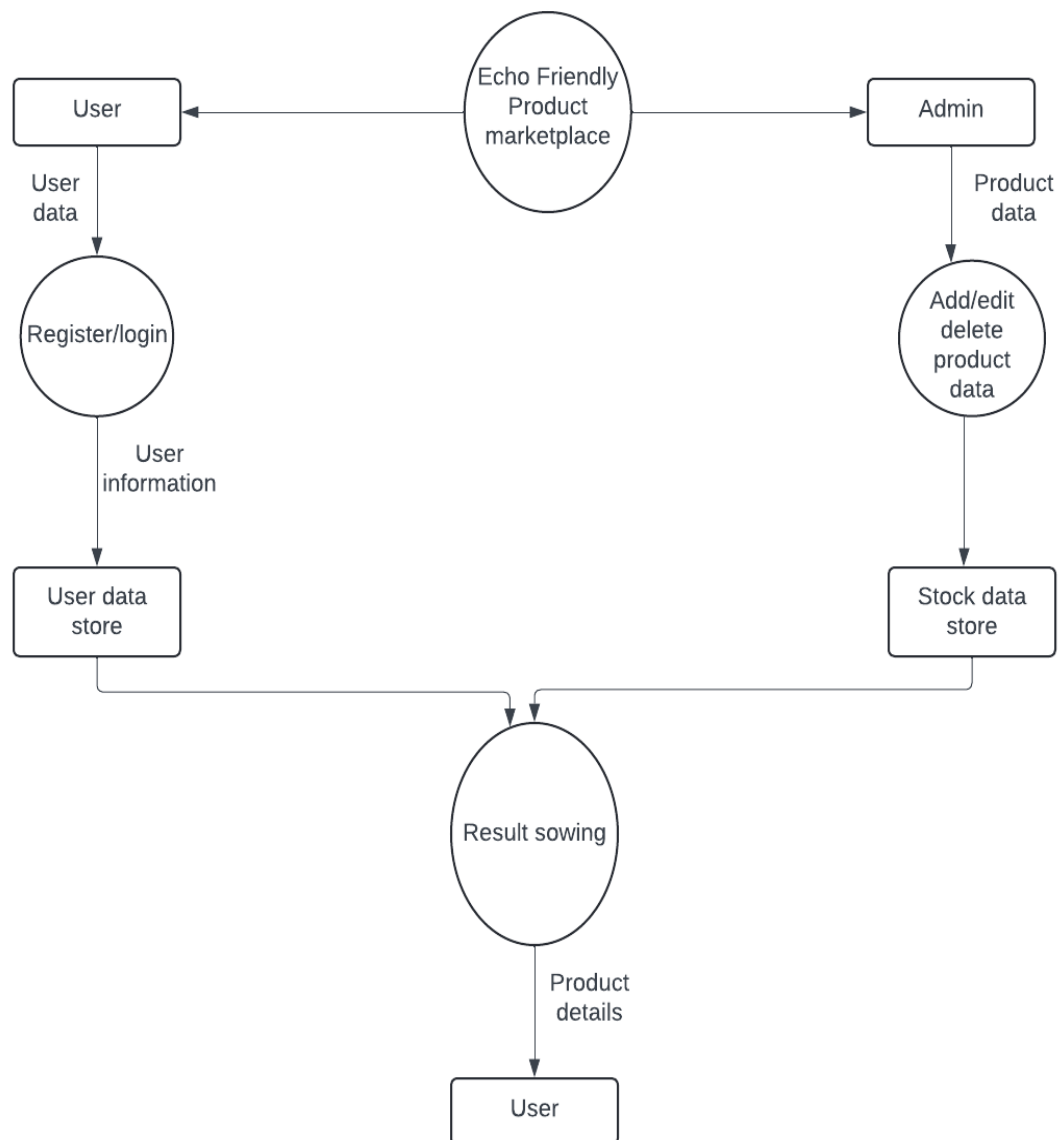 Echo Friendly
Product
marketplace
User
Admin
User
data
Product
data
Register/login
Add/edit
delete
product
data
User
information
User data
store
Stock data
store
Result sowing
Product
details
User